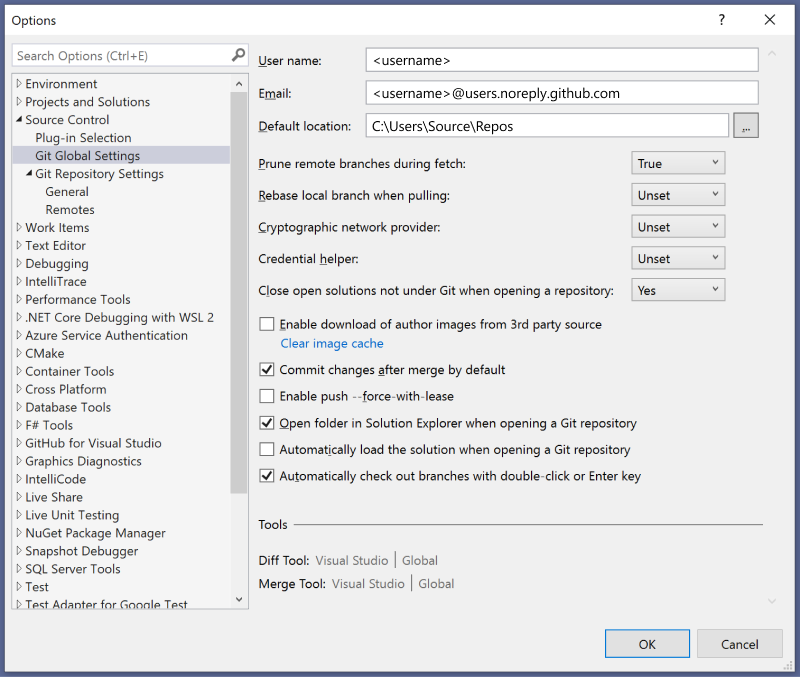 Options
?
Search Options (Ctrl+E)
Environment
Projects and Solutions
Source Control
Plug-in Selection
Git Global Settings
Git Repository Settings
General
Remotes
Work Items
Text Editor
Debugging
IntelliTrace
Performance Tools
.NET Core Debugging with WSL 2
Azure Service Authentication
CMake
Container Tools
Cross Platform
Database Tools
F# Tools
GitHub for Visual Studio
Graphics Diagnostics
IntelliCode
Live Share
Live Unit Testing
NuGet Package Manager
Snapshot Debugger
SQL Server Tools
Test
Test Adapter for Google Test
User name: <username>
Email: <username>@users.noreply.github.com
Default location: C:\Users\Source\Repos ...
Prune remote branches during fetch: True
Rebase local branch when pulling: Unset
Cryptographic network provider: Unset
Credential helper: Unset
Close open solutions not under Git when opening a repository: Yes
Enable download of author images from 3rd party source
Clear image cache
Commit changes after merge by default
Enable push --force-with-lease
Open folder in Solution Explorer when opening a Git repository
Automatically load the solution when opening a Git repository
Automatically check out branches with double-click or Enter key
Tools
Diff Tool: Visual Studio | Global
Merge Tool: Visual Studio | Global
OK Cancel